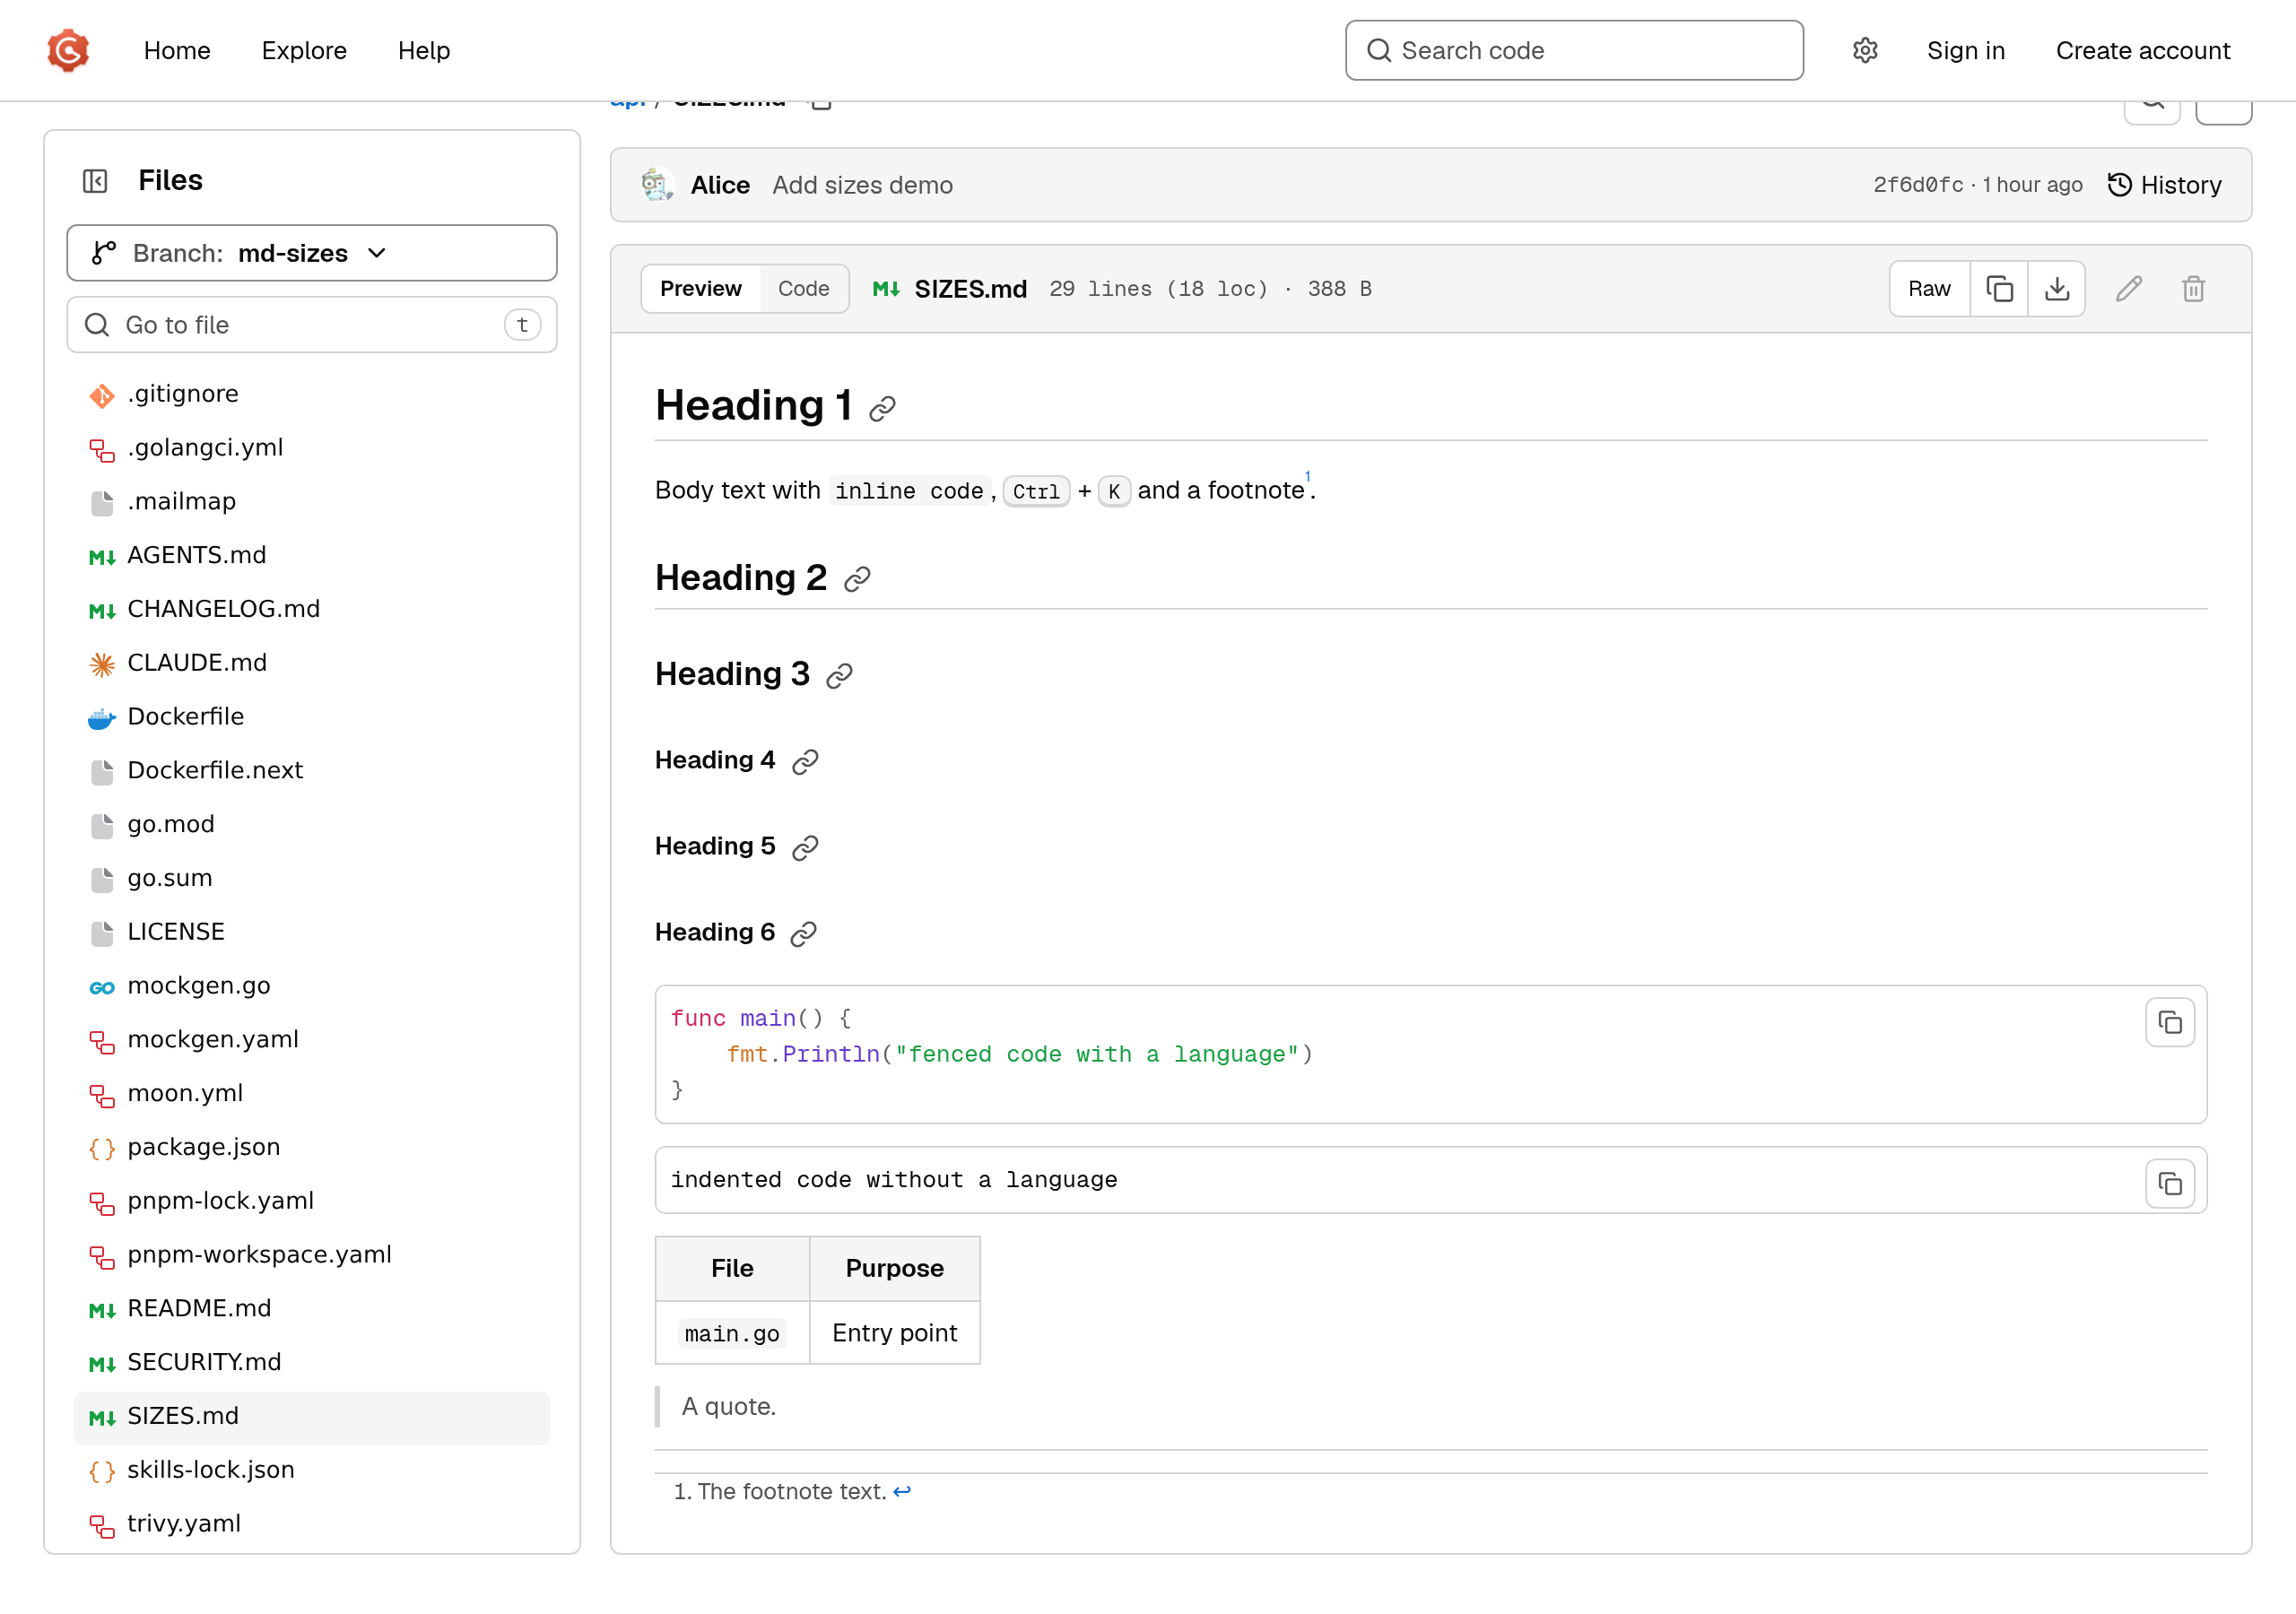 Home
Explore
Help
Search code
Sign in
Create account
Files
Branch: md-sizes
Go to file
t
.gitignore
.golangci.yml
.mailmap
AGENTS.md
CHANGELOG.md
CLAUDE.md
Dockerfile
Dockerfile.next
go.mod
go.sum
LICENSE
mockgen.go
mockgen.yaml
moon.yml
package.json
pnpm-lock.yaml
pnpm-workspace.yaml
README.md
SECURITY.md
SIZES.md
skills-lock.json
trivy.yaml
api / SIZES.md
Alice Add sizes demo
2f6d0fc · 1 hour ago
History
Preview
Code
SIZES.md 29 lines (18 loc) · 388 B
Raw
Heading 1
Body text with inline code, Ctrl + K and a footnote1.
Heading 2
Heading 3
Heading 4
Heading 5
Heading 6
func main() {
    fmt.Println("fenced code with a language")
}
indented code without a language
File Purpose
main.go Entry point
A quote.
1. The footnote text. ↩